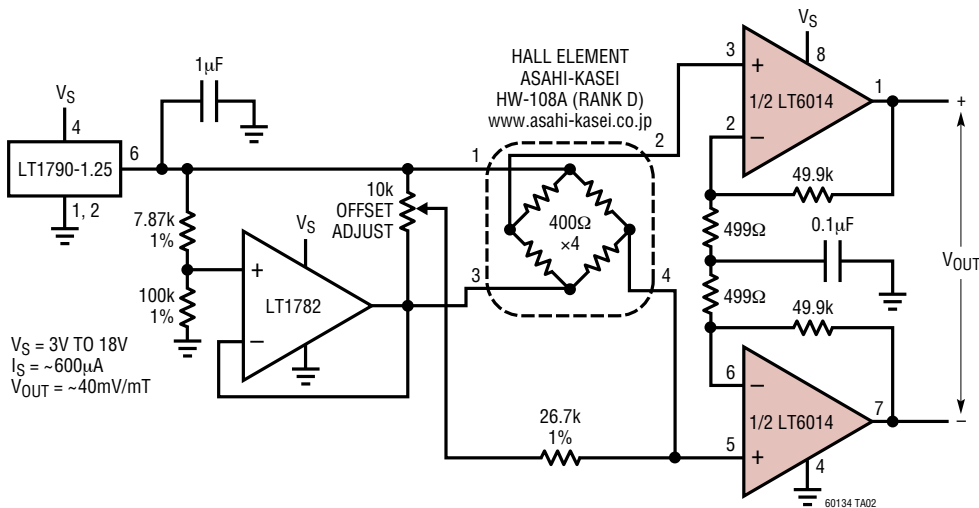 V_S
4
LT1790-1.25
6
1, 2
1μF
7.87k
1%
100k
1%
V_S = 3V TO 18V
I_S = ~600μA
V_OUT = ~40mV/mT
V_S
+
LT1782
−
10k
OFFSET
ADJUST
HALL ELEMENT
ASAHI-KASEI
HW-108A (RANK D)
www.asahi-kasei.co.jp
1
2
3
4
400Ω
×4
26.7k
1%
V_S
8
3
+
1/2 LT6014
1
2
−
49.9k
499Ω
0.1μF
499Ω
49.9k
6
−
1/2 LT6014
7
5
+
4
+
V_OUT
−
60134 TA02